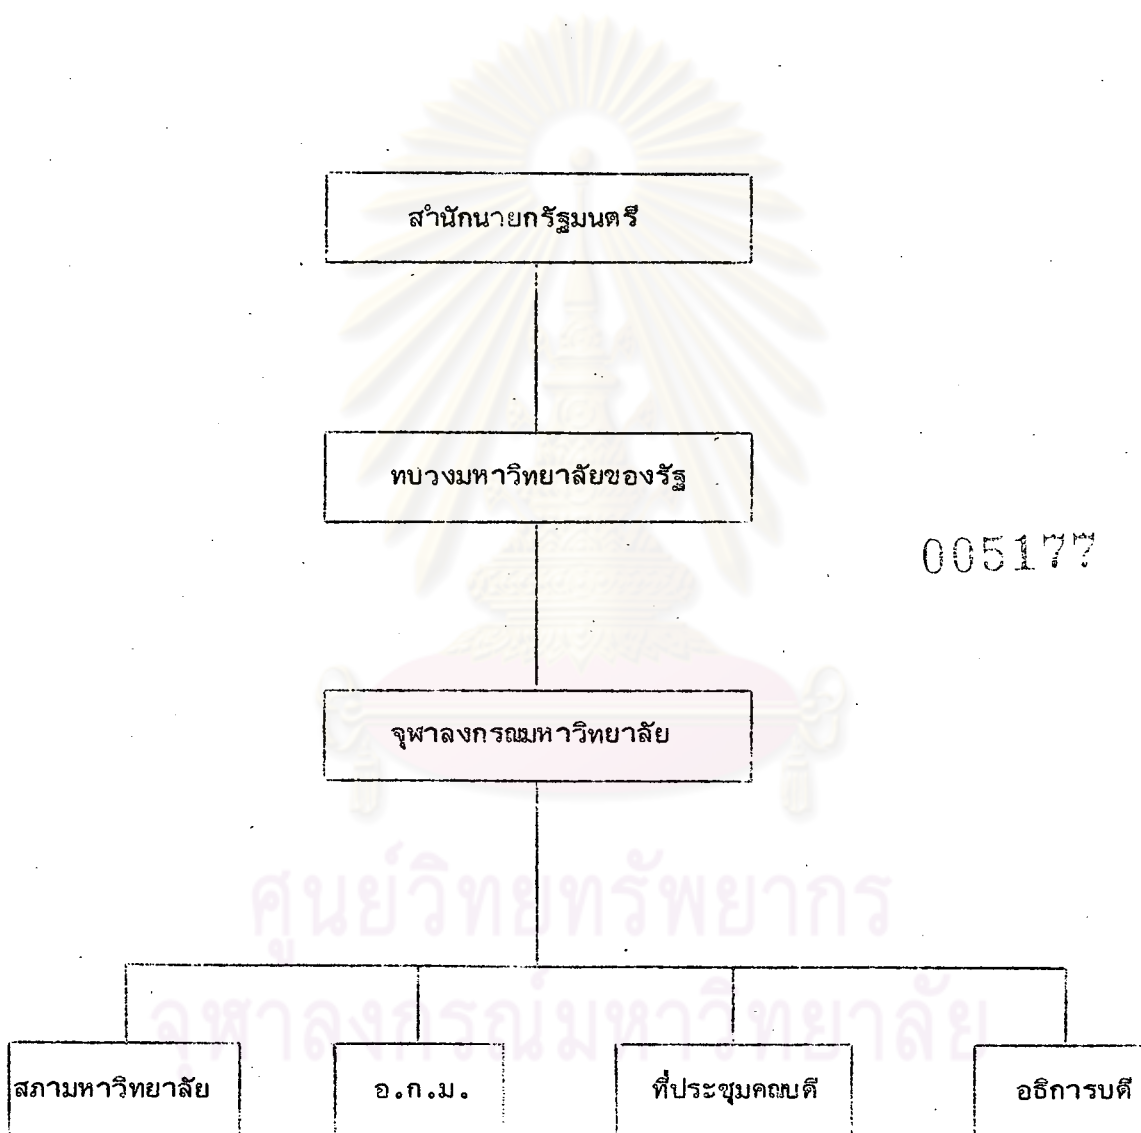 สำนักนายกรัฐมนตรี
ทบวงมหาวิทยาลัยของรัฐ
005177
จุฬาลงกรณมหาวิทยาลัย
ศูนย์วิทยทรัพยากร
จุฬาลงกรณ์มหาวิทยาลัย
สภามหาวิทยาลัย
อ.ก.ม.
ที่ประชุมคณบดี
อธิการบดี